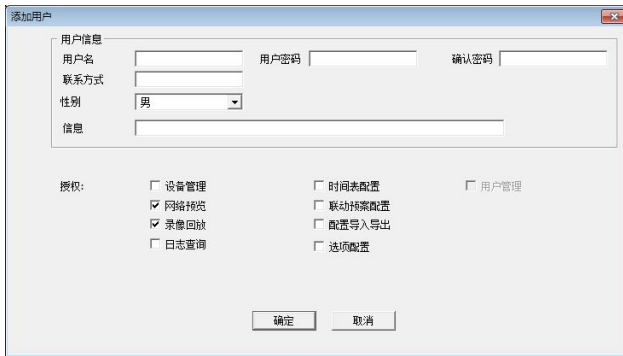 添加用户
用户信息
用户名 用户密码 确认密码
联系方式
性别 男
信息
授权: 设备管理 时间表配置 用户管理
网络预览 联动预案配置
录像回放 配置导入导出
日志查询 选项配置
确定 取消